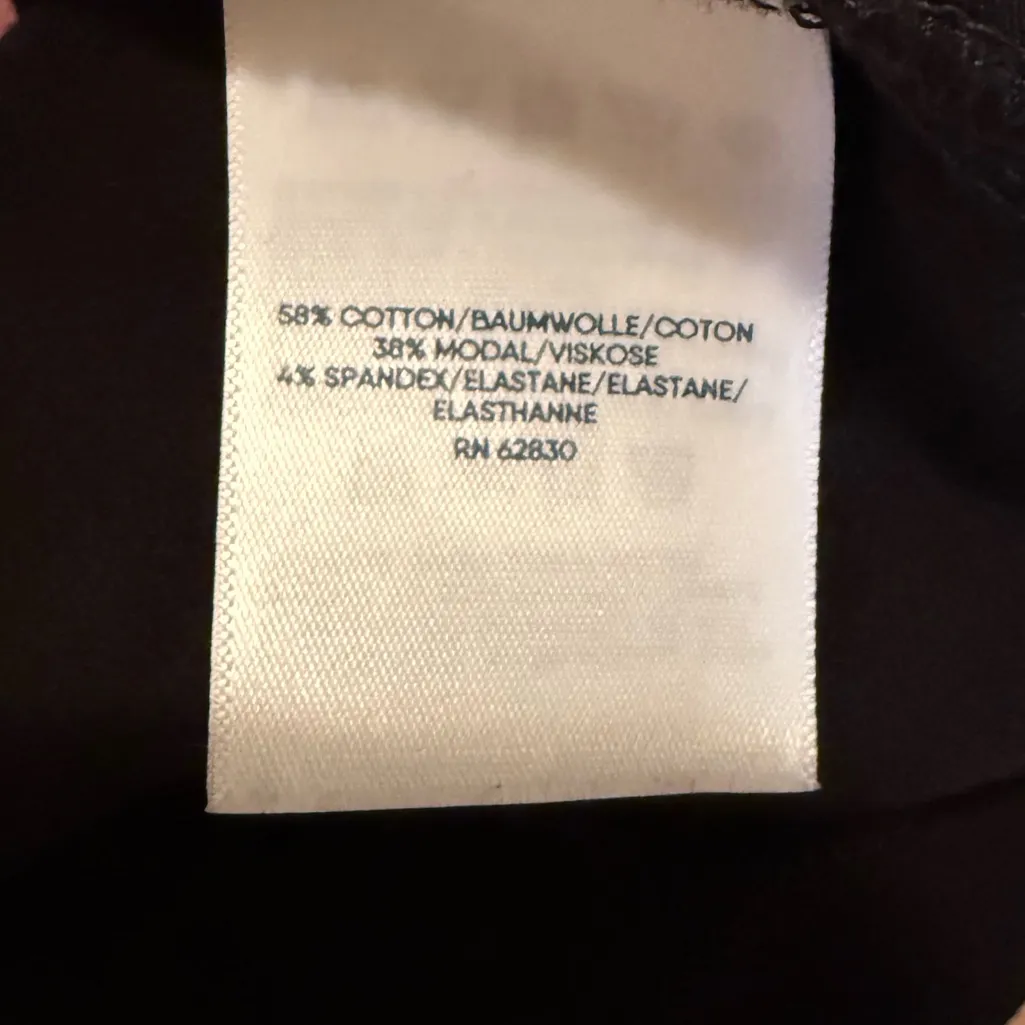 58% COTTON/BAUMWOLLE/COTON
38% MODAL/VISKOSE
4% SPANDEX/ELASTANE/ELASTANE/
ELASTHANNE
RN 62830